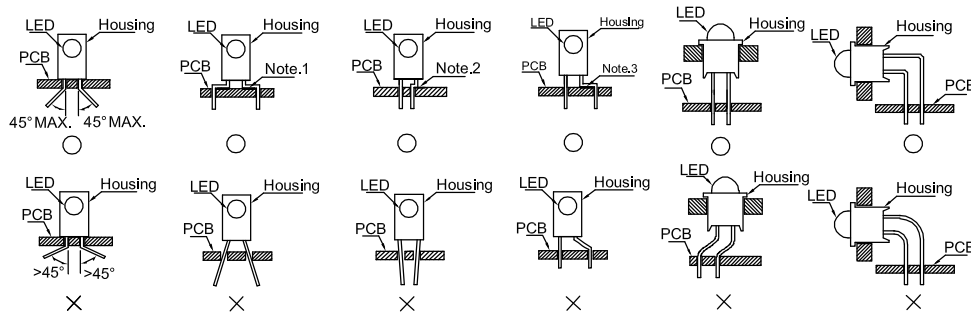 LED Housing
PCB
45°MAX. 45°MAX.
LED Housing
PCB Note.1
LED Housing
PCB Note.2
LED Housing
PCB Note.3
LED Housing
PCB
LED Housing
PCB
LED Housing
PCB
>45° >45°
LED Housing
PCB
LED Housing
PCB
LED Housing
PCB
LED Housing
PCB
LED Housing
PCB